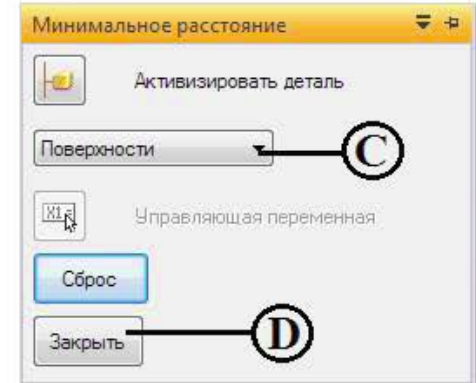 Минимальное расстояние
Активизировать деталь
Поверхности
C
X1=
Управляющая переменная
Сброс
Закрыть
D